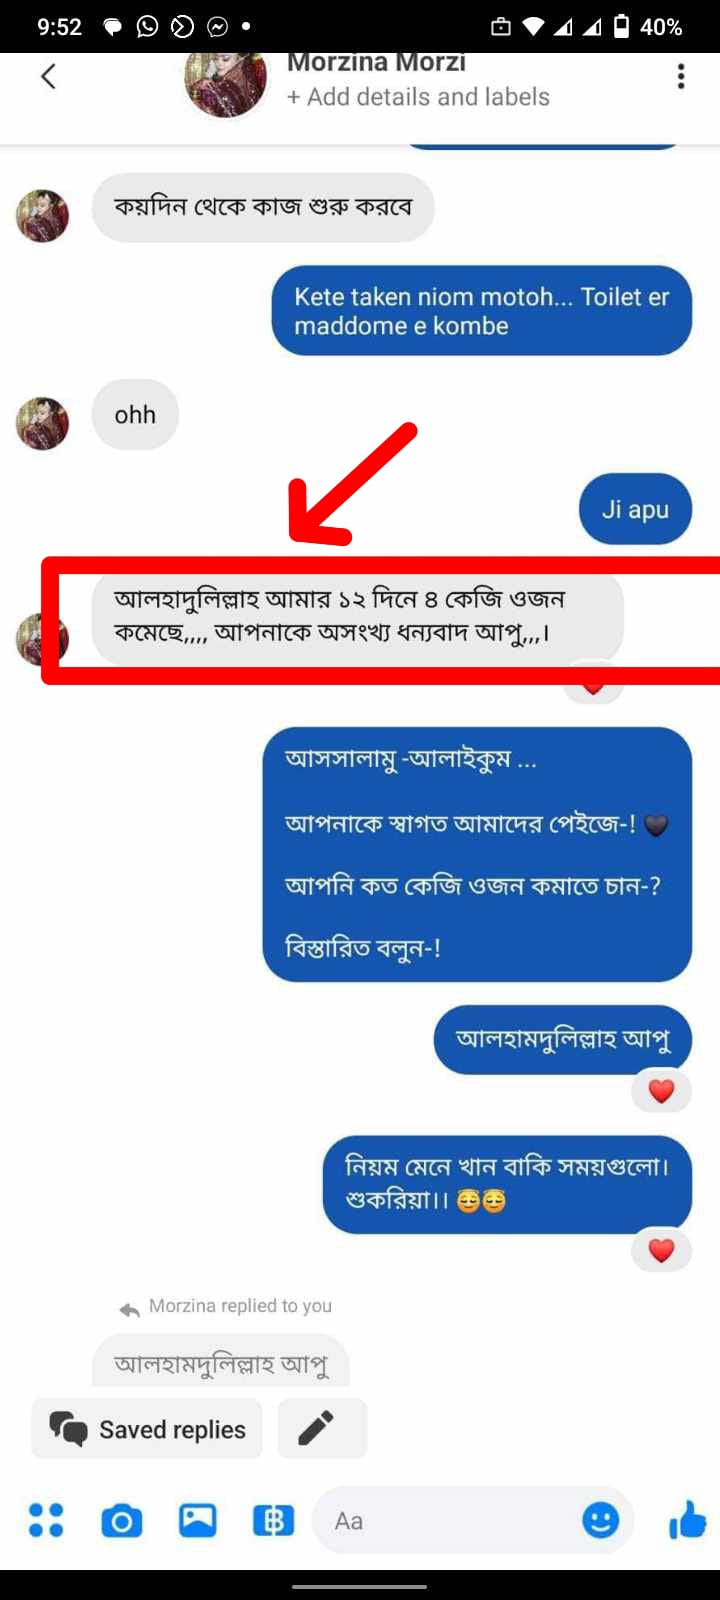 9:52
40%
Morzina Morzi
+ Add details and labels
কয়দিন থেকে কাজ শুরু করবে
Kete taken niom motoh... Toilet er
maddome e kombe
ohh
Ji apu
আলহাদুলিল্লাহ আমার ১২ দিনে ৪ কেজি ওজন
কমেছে,,,, আপনাকে অসংখ্য ধন্যবাদ আপু,,,।
আসসালামু -আলাইকুম ...
আপনাকে স্বাগত আমাদের পেইজে-! 🖤
আপনি কত কেজি ওজন কমাতে চান-?
বিস্তারিত বলুন-!
আলহামদুলিল্লাহ আপু
নিয়ম মেনে খান বাকি সময়গুলো।
শুকরিয়া।। 😇😇
Morzina replied to you
আলহামদুলিল্লাহ আপু
Saved replies
Aa